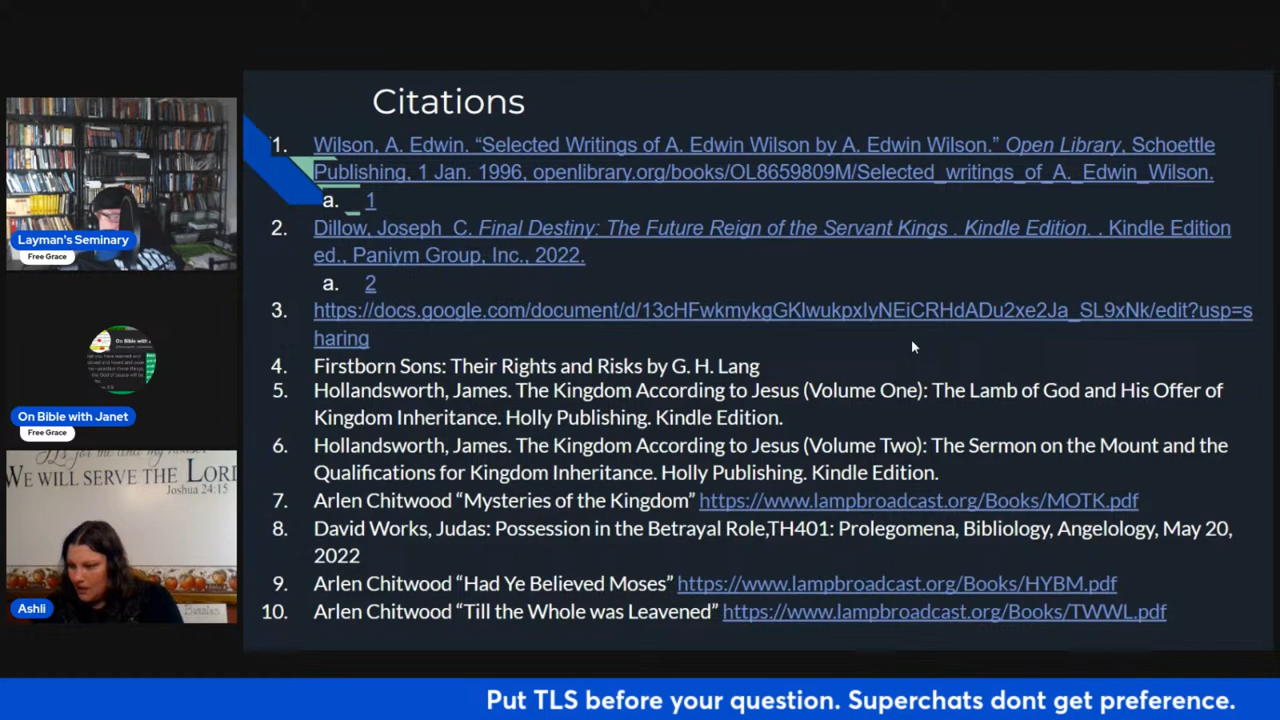 Citations
1. Wilson, A. Edwin. “Selected Writings of A. Edwin Wilson by A. Edwin Wilson.” Open Library, Schoettle
Publishing, 1 Jan. 1996, openlibrary.org/books/OL8659809M/Selected_writings_of_A._Edwin_Wilson.
a. 1
2. Dillow, Joseph C. Final Destiny: The Future Reign of the Servant Kings . Kindle Edition. . Kindle Edition
ed., Paniym Group, Inc., 2022.
a. 2
3. https://docs.google.com/document/d/13cHFwkmykgGKlwukpxIyNEiCRHdADu2xe2Ja_SL9xNk/edit?usp=s
haring
4. Firstborn Sons: Their Rights and Risks by G. H. Lang
5. Hollandsworth, James. The Kingdom According to Jesus (Volume One): The Lamb of God and His Offer of
Kingdom Inheritance. Holly Publishing. Kindle Edition.
6. Hollandsworth, James. The Kingdom According to Jesus (Volume Two): The Sermon on the Mount and the
Qualifications for Kingdom Inheritance. Holly Publishing. Kindle Edition.
7. Arlen Chitwood “Mysteries of the Kingdom” https://www.lampbroadcast.org/Books/MOTK.pdf
8. David Works, Judas: Possession in the Betrayal Role,TH401: Prolegomena, Bibliology, Angelology, May 20,
2022
9. Arlen Chitwood “Had Ye Believed Moses” https://www.lampbroadcast.org/Books/HYBM.pdf
10. Arlen Chitwood “Till the Whole was Leavened” https://www.lampbroadcast.org/Books/TWWL.pdf
Layman's Seminary
Free Grace
On Bible with Janet
On Bible with Janet
Free Grace
WE WILL SERVE THE LORD
Joshua 24:15
Ashli
Put TLS before your question. Superchats dont get preference.